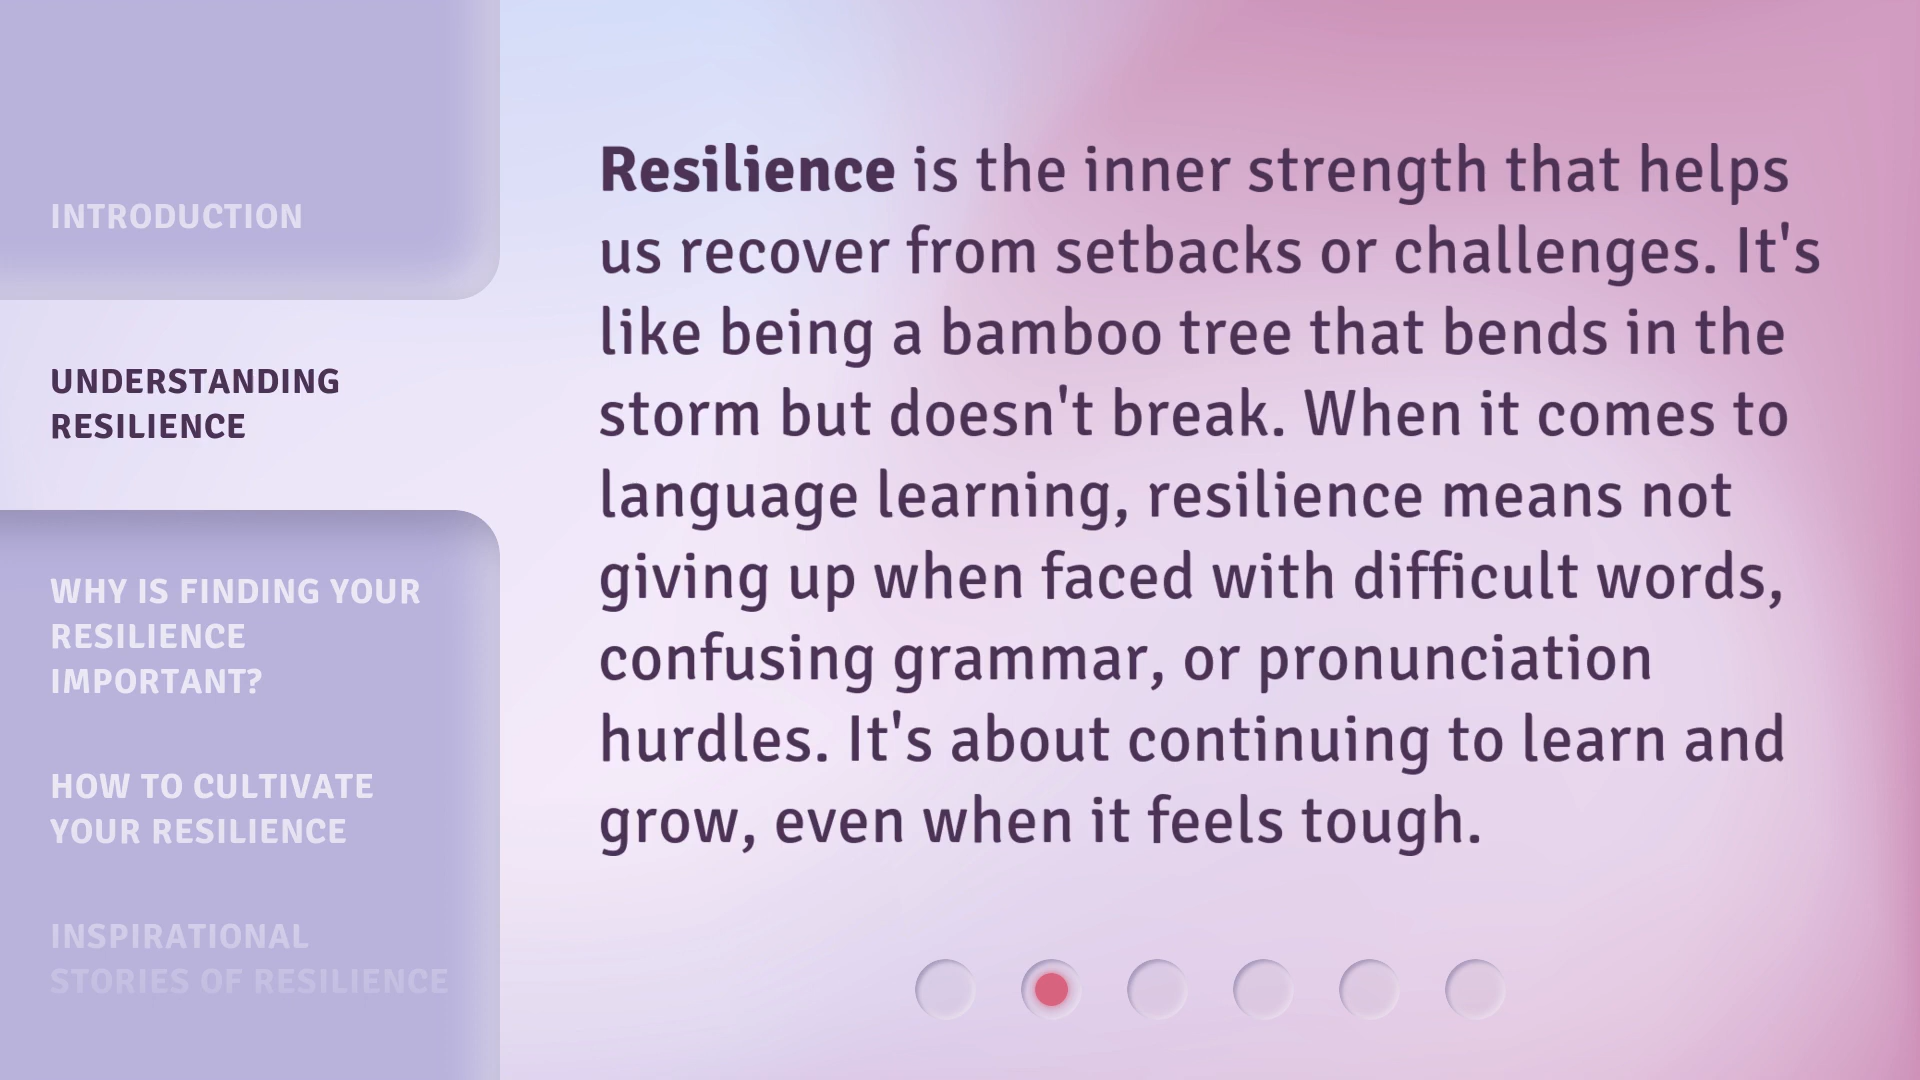 INTRODUCTION
UNDERSTANDING
RESILIENCE
WHY IS FINDING YOUR
RESILIENCE
IMPORTANT?
HOW TO CULTIVATE
YOUR RESILIENCE
INSPIRATIONAL
STORIES OF RESILIENCE
Resilience is the inner strength that helps
us recover from setbacks or challenges. It's
like being a bamboo tree that bends in the
storm but doesn't break. When it comes to
language learning, resilience means not
giving up when faced with difficult words,
confusing grammar, or pronunciation
hurdles. It's about continuing to learn and
grow, even when it feels tough.